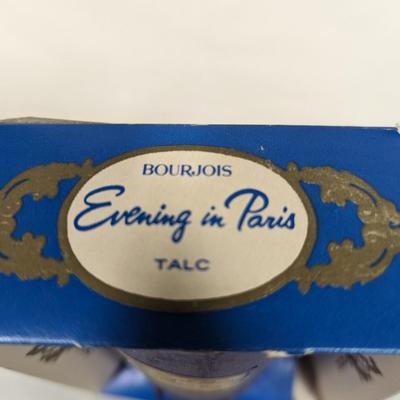 BOURJOIS
Evening in Paris
TALC